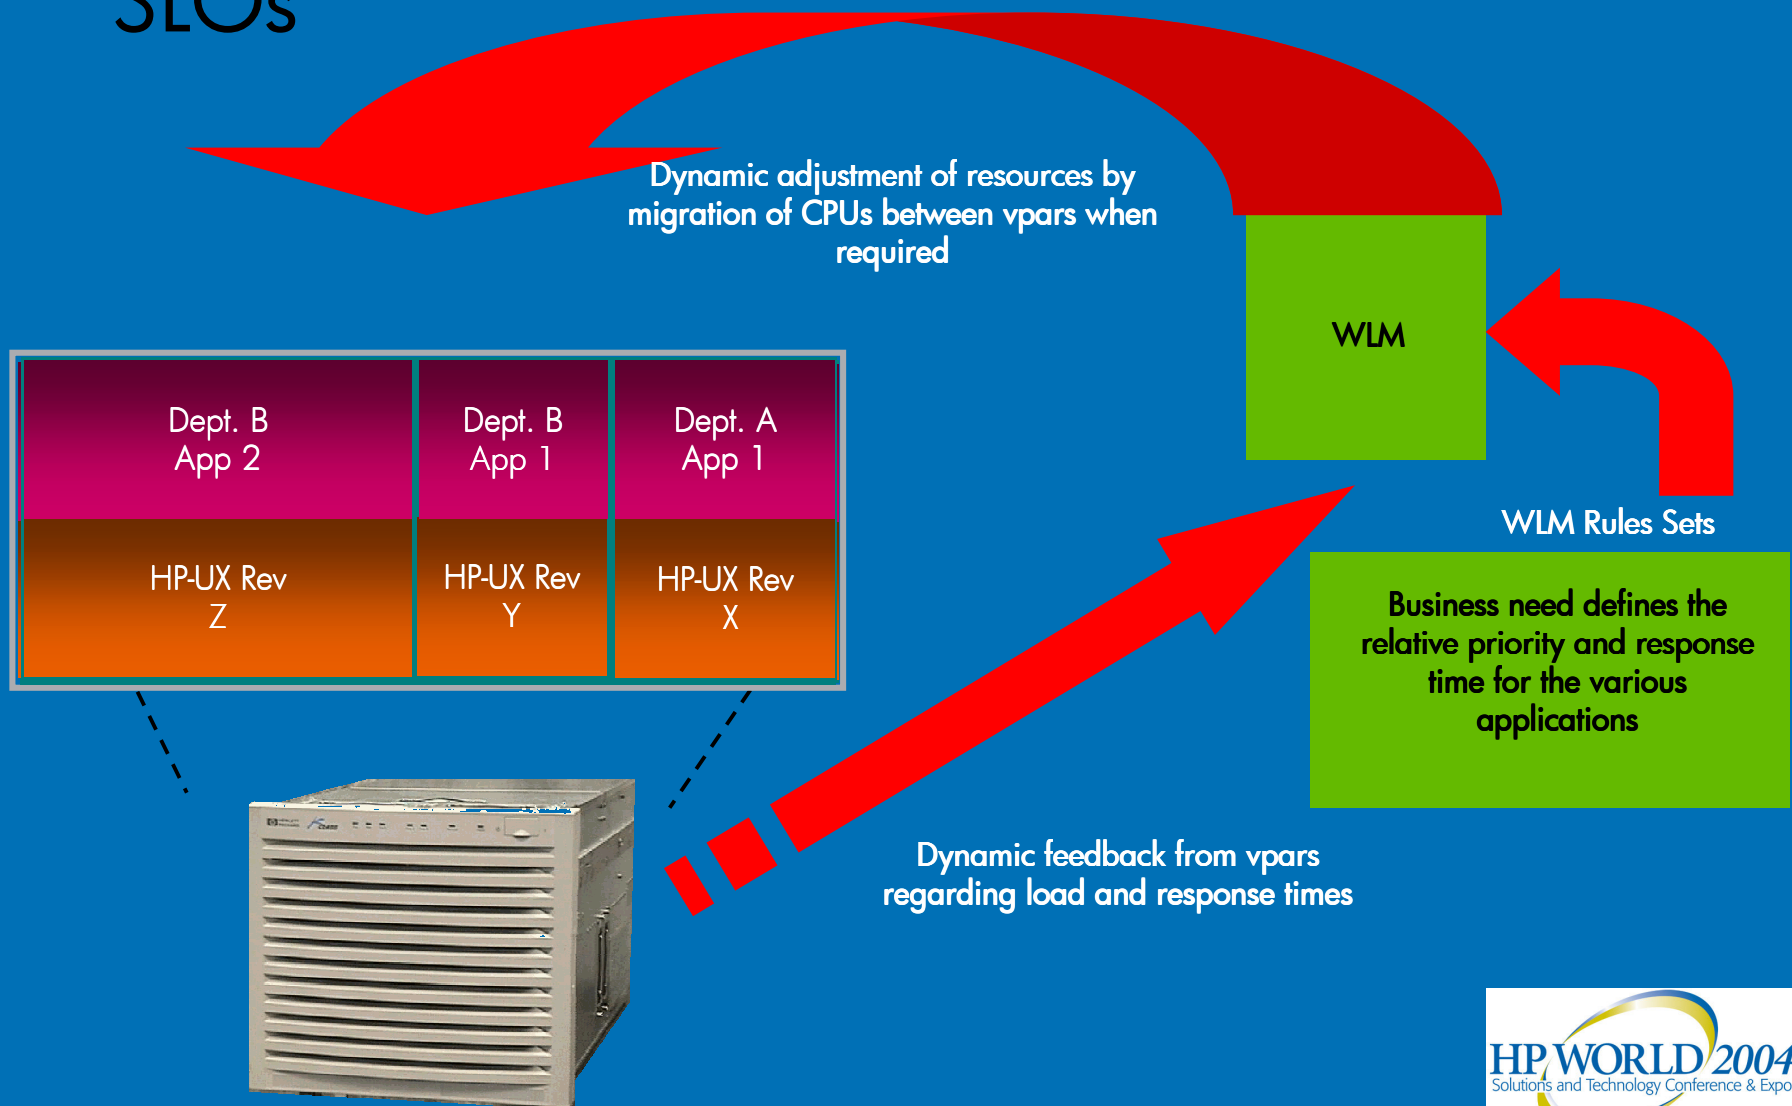 SLOs
Dynamic adjustment of resources by
migration of CPUs between vpars when
required
WLM
Dept. B
App 2
Dept. B
App 1
Dept. A
App 1
HP-UX Rev
Z
HP-UX Rev
Y
HP-UX Rev
X
WLM Rules Sets
Business need defines the
relative priority and response
time for the various
applications
Dynamic feedback from vpars
regarding load and response times
HP WORLD 2004
Solutions and Technology Conference & Expo